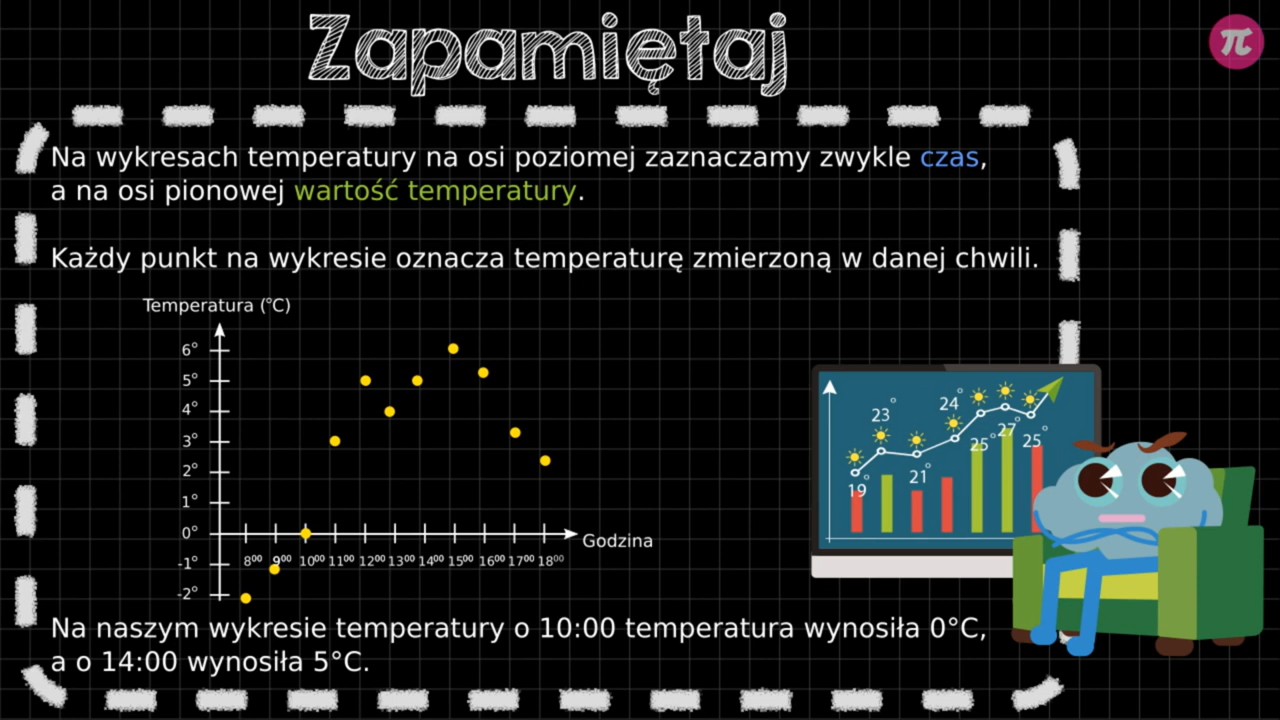 Zapamiętaj
π
Na wykresach temperatury na osi poziomej zaznaczamy zwykle czas,
a na osi pionowej wartość temperatury.
Każdy punkt na wykresie oznacza temperaturę zmierzoną w danej chwili.
Temperatura (°C)
6°
5°
4°
3°
2°
1°
0°
-1°
-2°
8⁰⁰ 9⁰⁰ 10⁰⁰ 11⁰⁰ 12⁰⁰ 13⁰⁰ 14⁰⁰ 15⁰⁰ 16⁰⁰ 17⁰⁰ 18⁰⁰
Godzina
19° 23° 21° 24° 25° 27° 25°
Na naszym wykresie temperatury o 10:00 temperatura wynosiła 0°C,
a o 14:00 wynosiła 5°C.